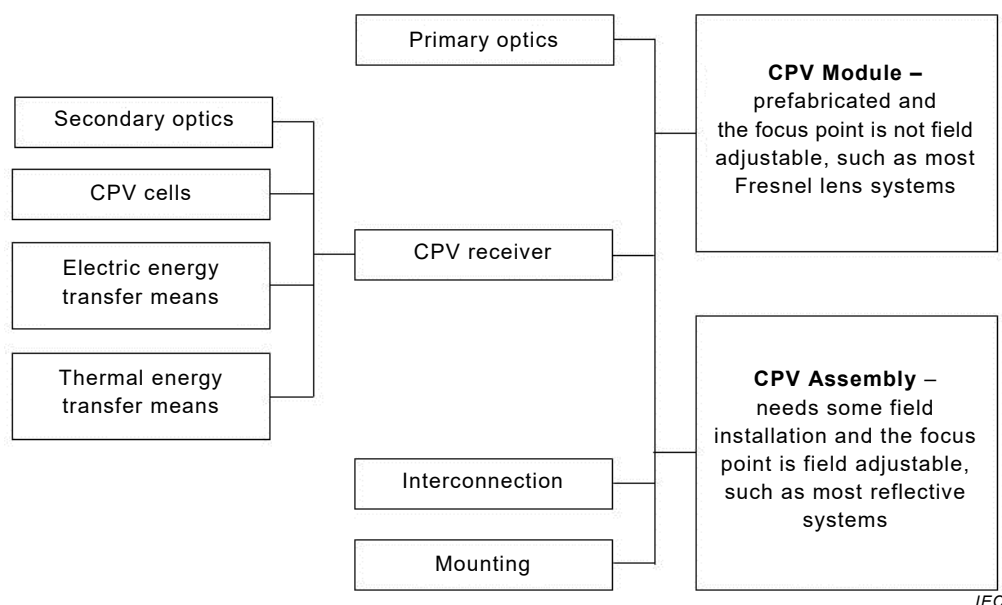 Primary optics
CPV Module –
prefabricated and
the focus point is not field
adjustable, such as most
Fresnel lens systems
Secondary optics
CPV cells
CPV receiver
Electric energy
transfer means
Thermal energy
transfer means
CPV Assembly –
needs some field
installation and the focus
point is field adjustable,
such as most reflective
systems
Interconnection
Mounting
IEC